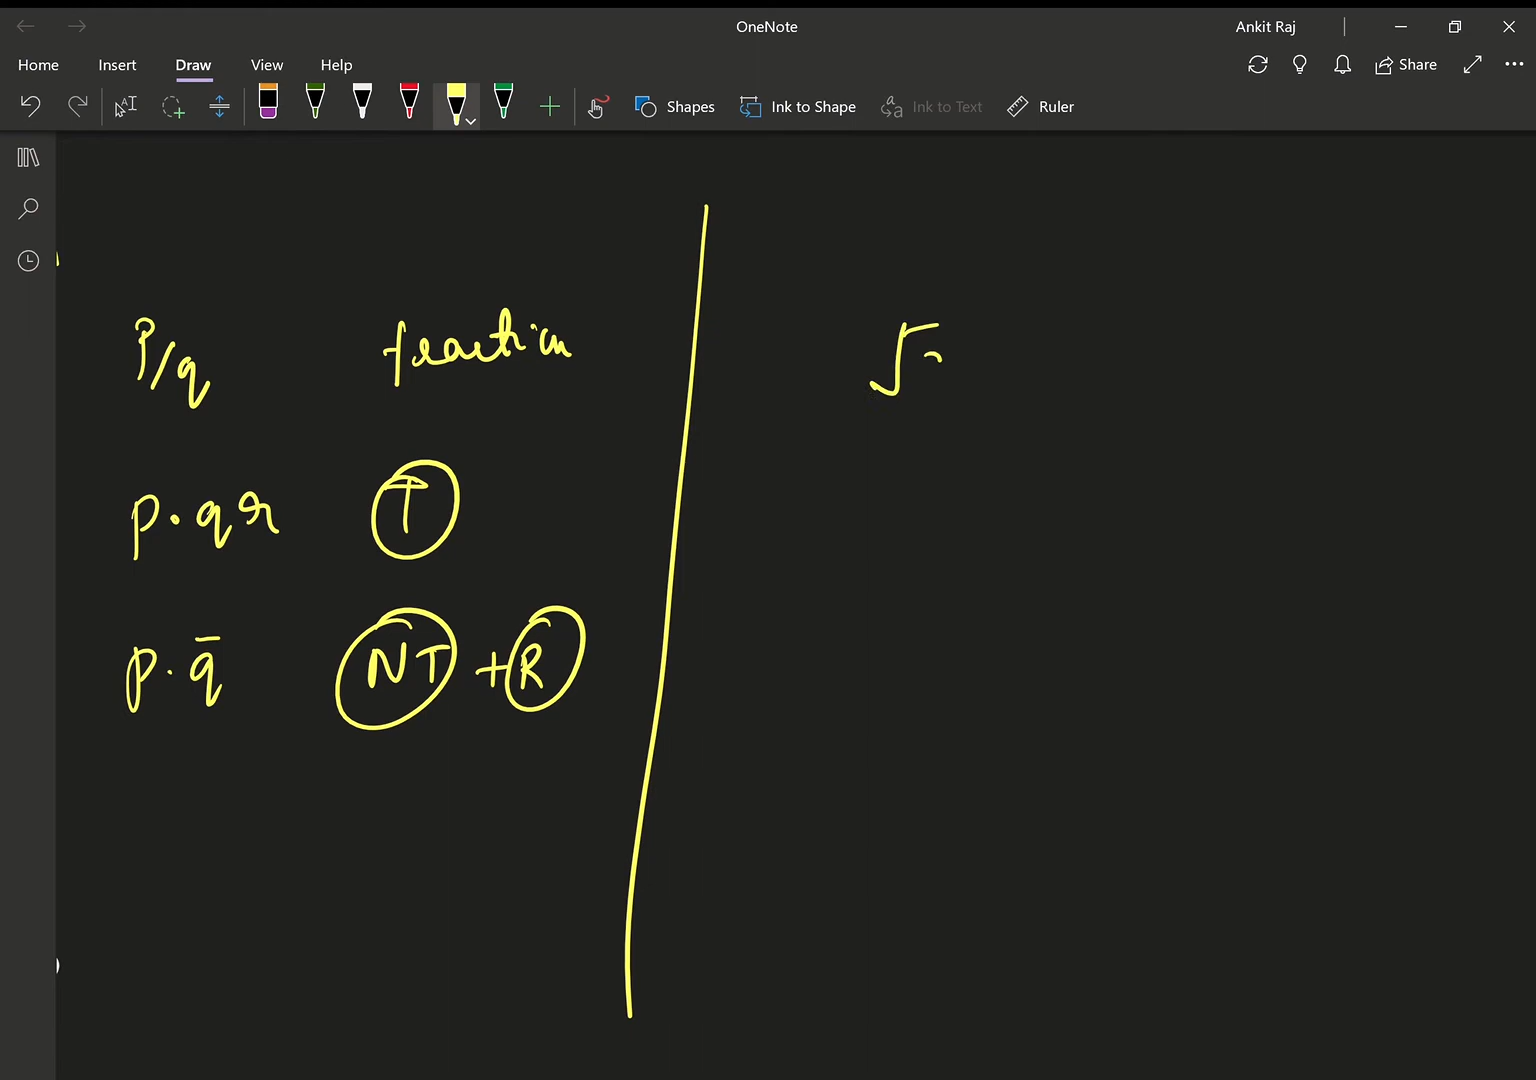 OneNote
Ankit Raj
Home Insert Draw View Help
Share
Shapes Ink to Shape Ink to Text Ruler
P/q fraction
p.qr T
p.q̄ NT + R